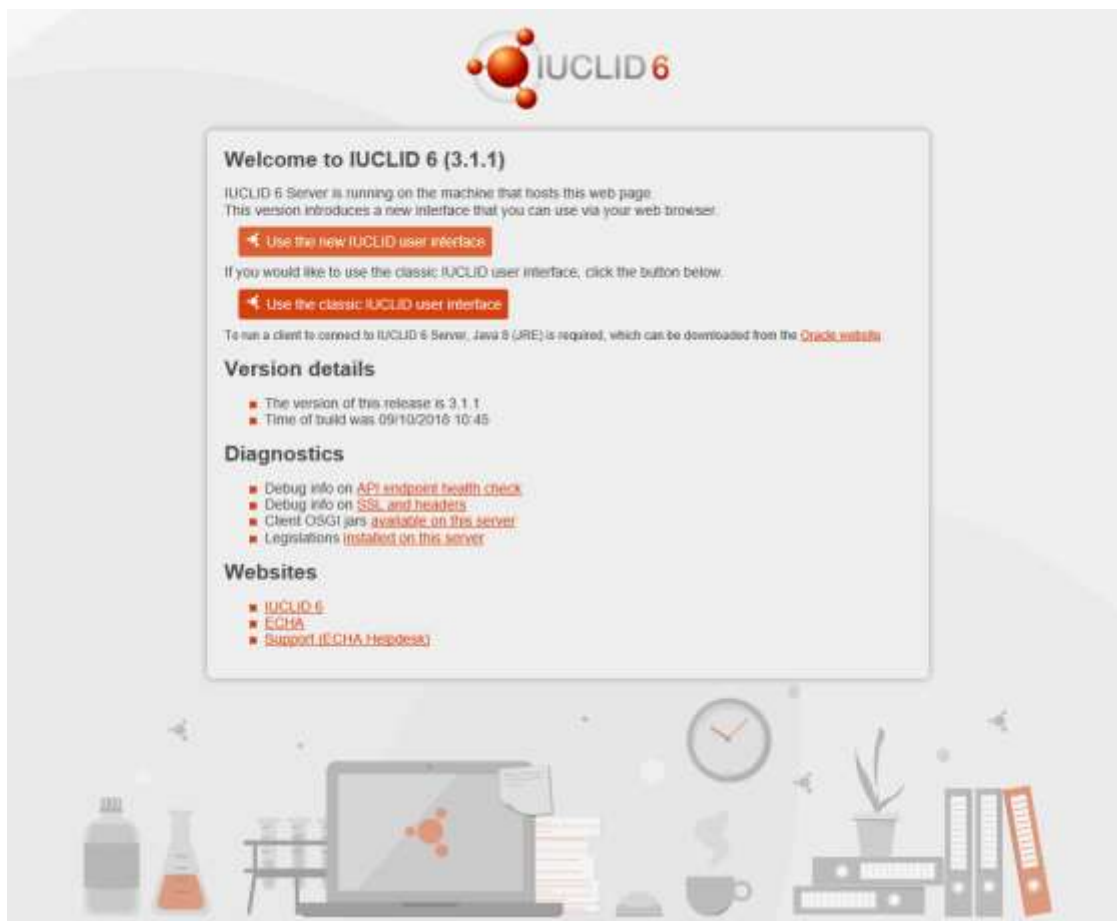 IUCLID 6
Welcome to IUCLID 6 (3.1.1)
IUCLID 6 Server is running on the machine that hosts this web page.
This version introduces a new interface that you can use via your web browser.
Use the new IUCLID user interface
If you would like to use the classic IUCLID user interface, click the button below.
Use the classic IUCLID user interface
To run a client to connect to IUCLID 6 Server, Java 8 (JRE) is required, which can be downloaded from the Oracle website
Version details
The version of this release is 3.1.1
Time of build was 09/10/2018 10:45
Diagnostics
Debug info on API endpoint health check
Debug info on SSL and headers
Client OSGI jars available on this server
Legislations installed on this server
Websites
IUCLID 6
ECHA
Support (ECHA Helpdesk)